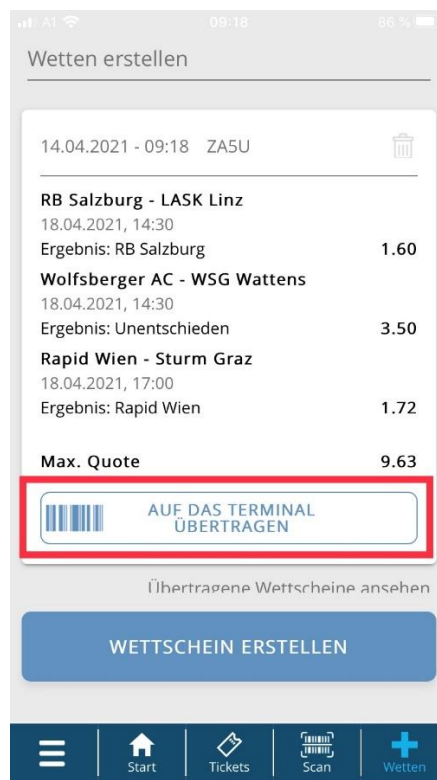 A1 09:18 86 %
Wetten erstellen
14.04.2021 - 09:18 ZA5U
RB Salzburg - LASK Linz
18.04.2021, 14:30
Ergebnis: RB Salzburg 1.60
Wolfsberger AC - WSG Wattens
18.04.2021, 14:30
Ergebnis: Unentschieden 3.50
Rapid Wien - Sturm Graz
18.04.2021, 17:00
Ergebnis: Rapid Wien 1.72
Max. Quote 9.63
AUF DAS TERMINAL
ÜBERTRAGEN
Übertragene Wettscheine ansehen
WETTSCHEIN ERSTELLEN
Start Tickets Scan Wetten